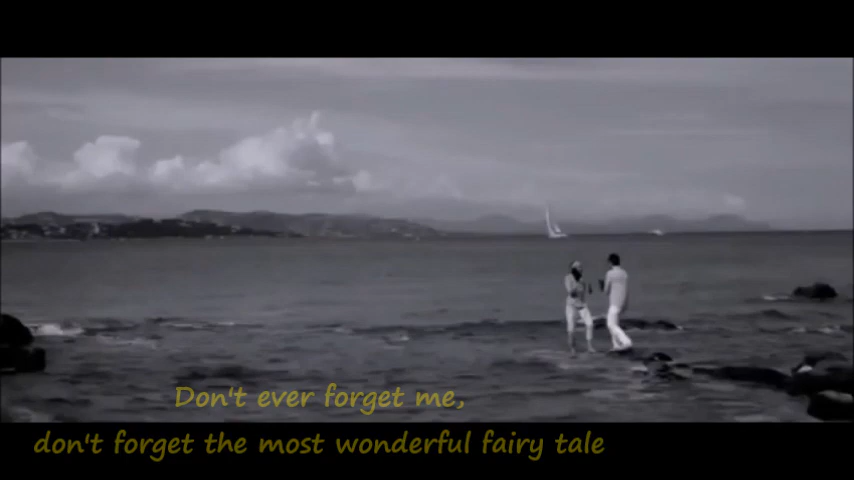 Don't ever forget me,
don't forget the most wonderful fairy tale